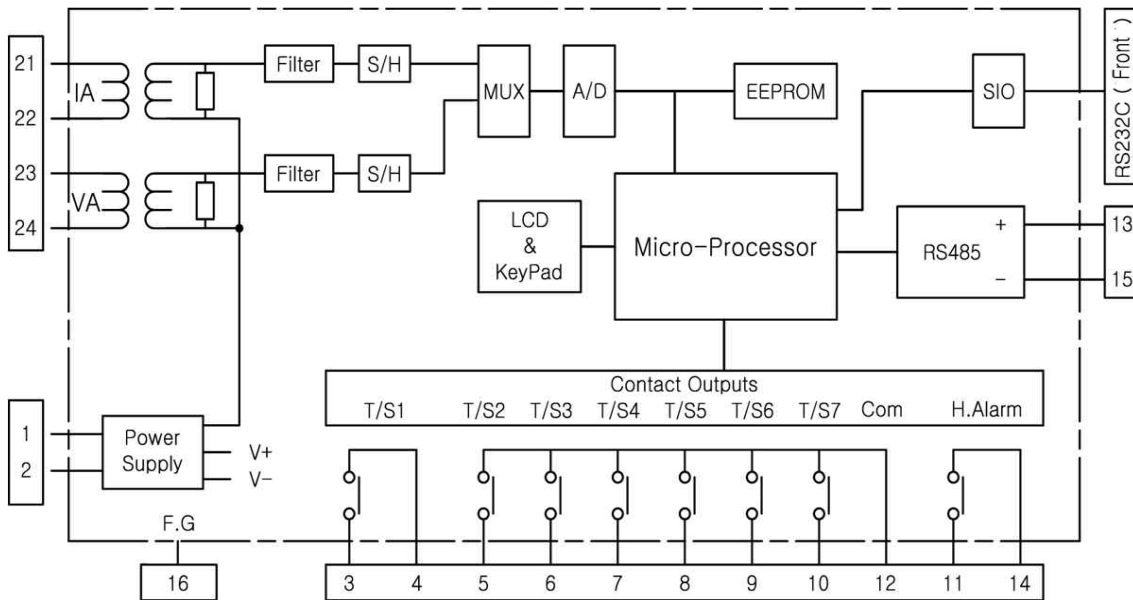 21
22
23
24
IA
VA
Filter
S/H
Filter
S/H
MUX
A/D
EEPROM
SIO
RS232C ( Front )
LCD
&
KeyPad
Micro-Processor
RS485
+
-
13
15
Contact Outputs
T/S1 T/S2 T/S3 T/S4 T/S5 T/S6 T/S7 Com H.Alarm
1
2
Power
Supply
V+
V-
F.G
16
3 4 5 6 7 8 9 10 12 11 14